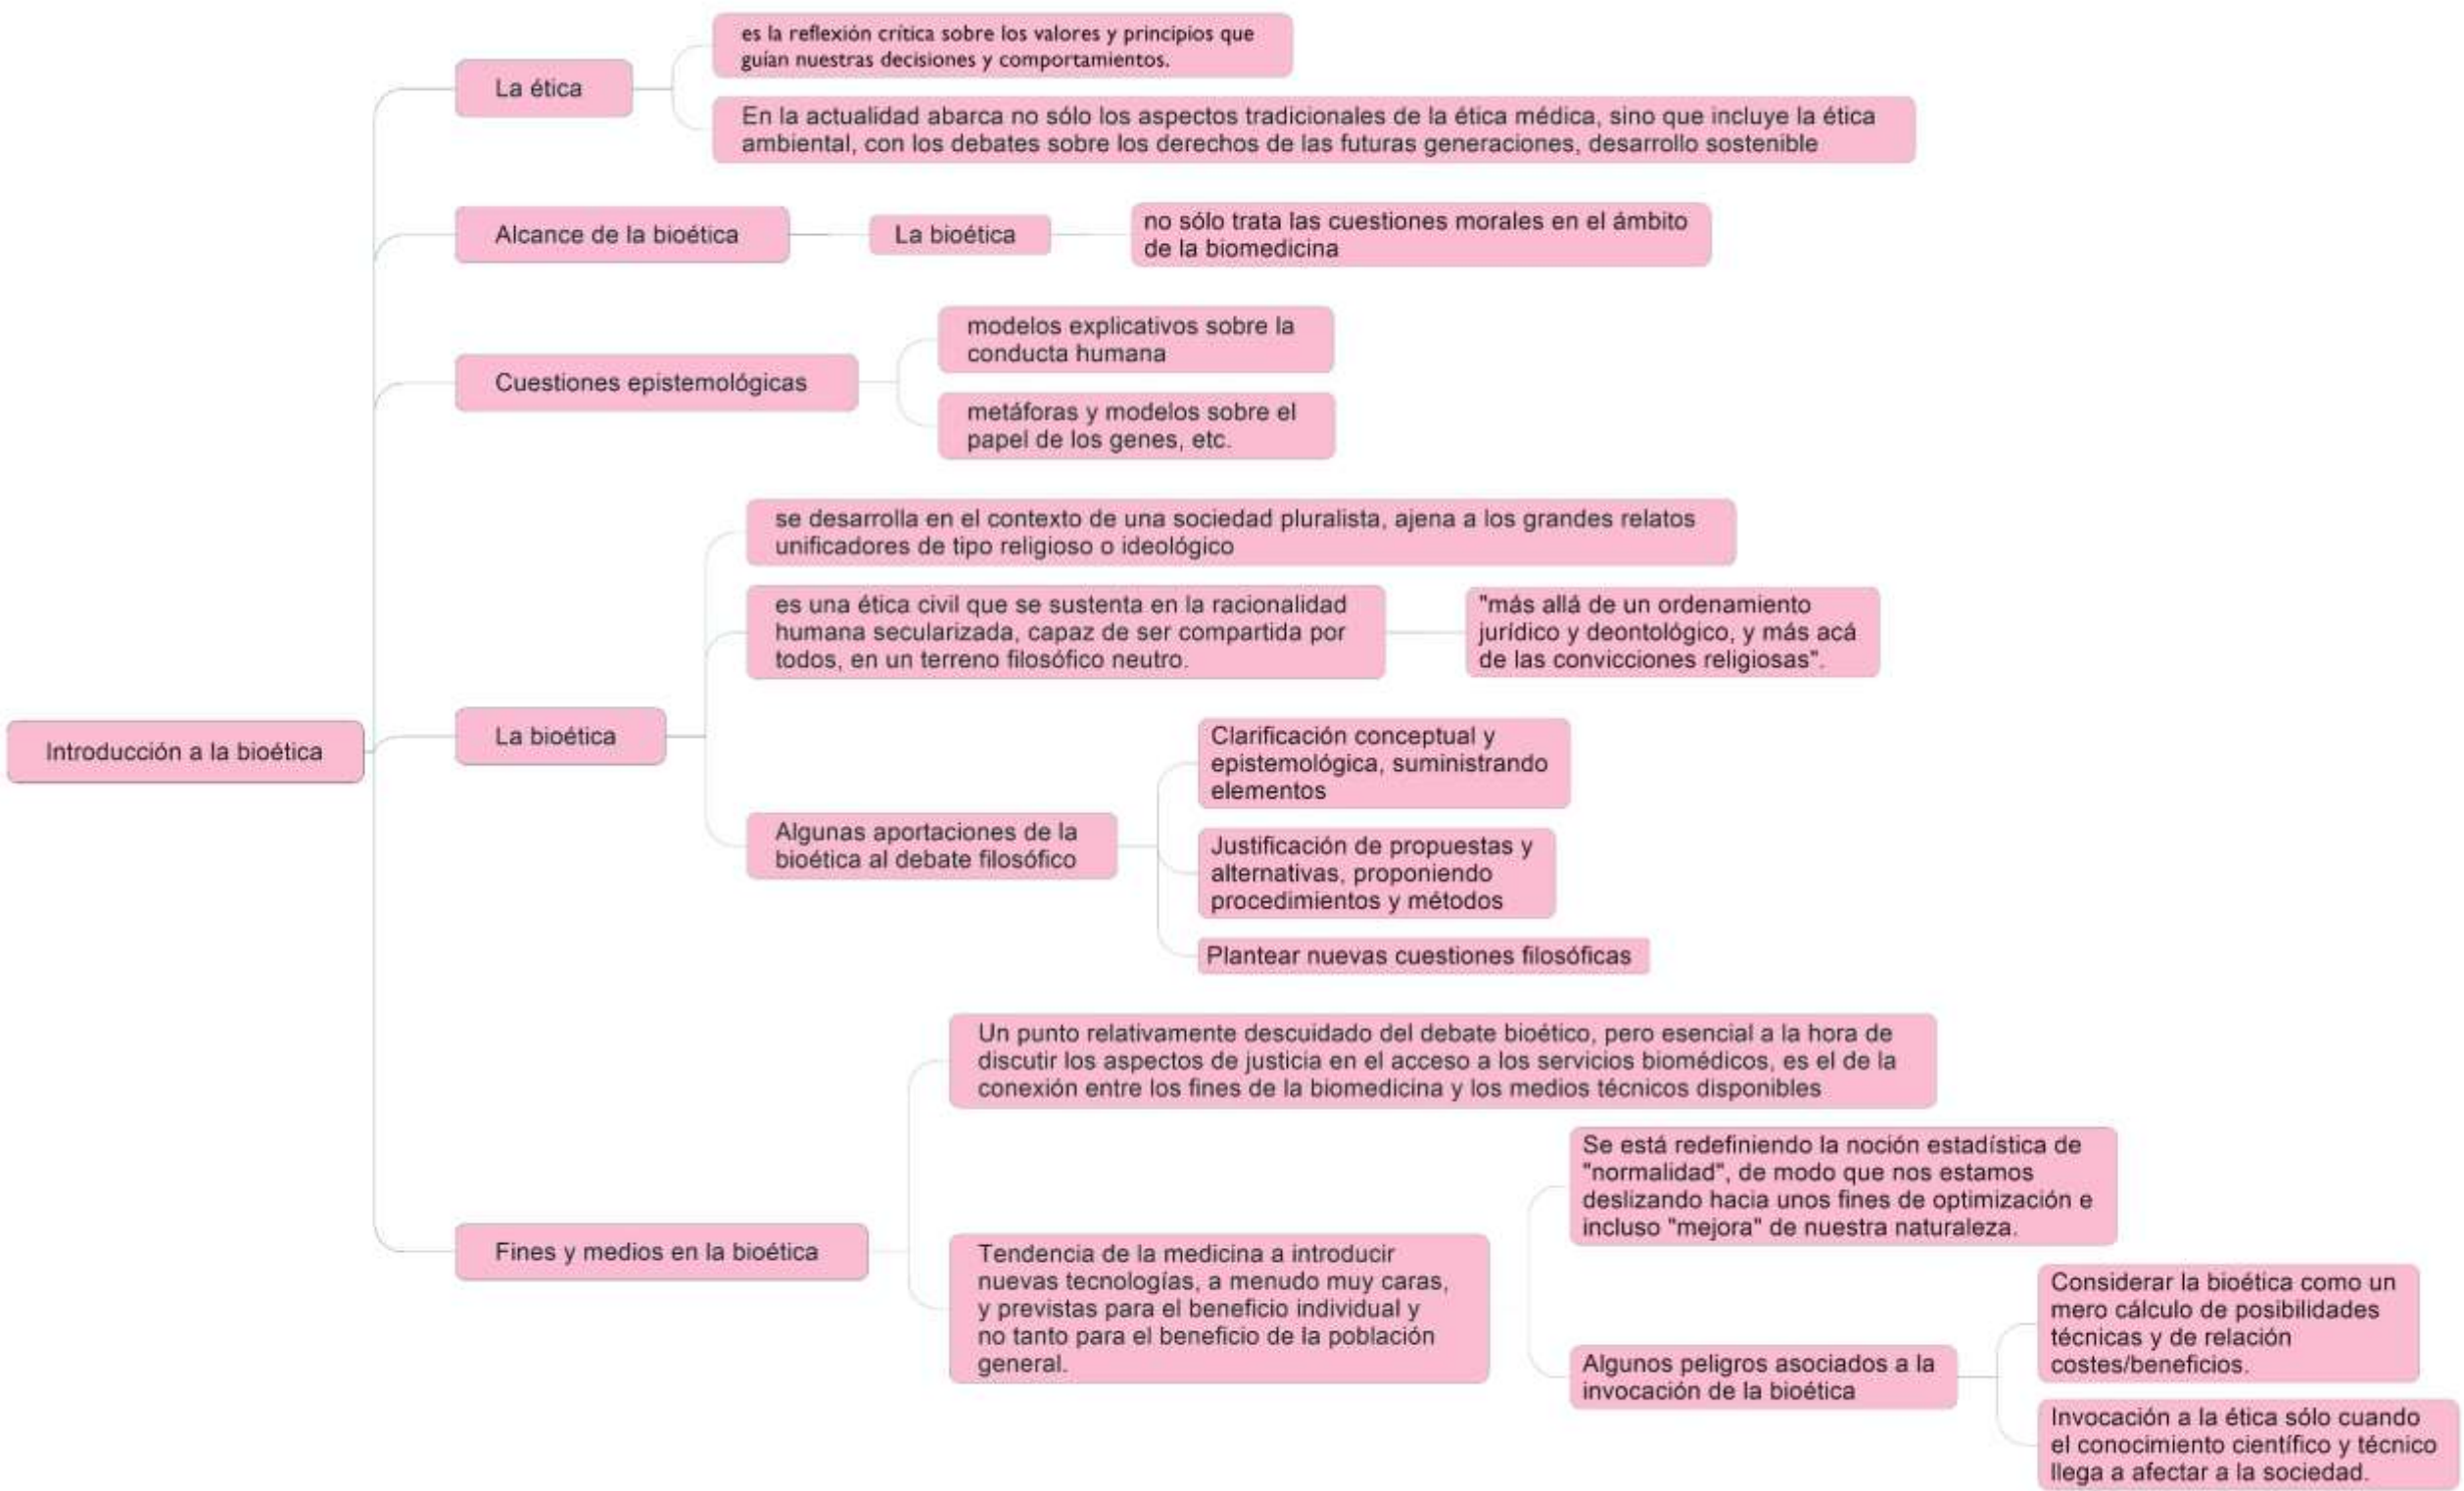 es la reflexión crítica sobre los valores y principios que
guían nuestras decisiones y comportamientos.
La ética
En la actualidad abarca no sólo los aspectos tradicionales de la ética médica, sino que incluye la ética
ambiental, con los debates sobre los derechos de las futuras generaciones, desarrollo sostenible
Alcance de la bioética
La bioética
no sólo trata las cuestiones morales en el ámbito
de la biomedicina
Cuestiones epistemológicas
modelos explicativos sobre la
conducta humana
metáforas y modelos sobre el
papel de los genes, etc.
Introducción a la bioética
La bioética
se desarrolla en el contexto de una sociedad pluralista, ajena a los grandes relatos
unificadores de tipo religioso o ideológico
es una ética civil que se sustenta en la racionalidad
humana secularizada, capaz de ser compartida por
todos, en un terreno filosófico neutro.
"más allá de un ordenamiento
jurídico y deontológico, y más acá
de las convicciones religiosas".
Algunas aportaciones de la
bioética al debate filosófico
Clarificación conceptual y
epistemológica, suministrando
elementos
Justificación de propuestas y
alternativas, proponiendo
procedimientos y métodos
Plantear nuevas cuestiones filosóficas
Fines y medios en la bioética
Un punto relativamente descuidado del debate bioético, pero esencial a la hora de
discutir los aspectos de justicia en el acceso a los servicios biomédicos, es el de la
conexión entre los fines de la biomedicina y los medios técnicos disponibles
Tendencia de la medicina a introducir
nuevas tecnologías, a menudo muy caras,
y previstas para el beneficio individual y
no tanto para el beneficio de la población
general.
Se está redefiniendo la noción estadística de
"normalidad", de modo que nos estamos
deslizando hacia unos fines de optimización e
incluso "mejora" de nuestra naturaleza.
Algunos peligros asociados a la
invocación de la bioética
Considerar la bioética como un
mero cálculo de posibilidades
técnicas y de relación
costes/beneficios.
Invocación a la ética sólo cuando
el conocimiento científico y técnico
llega a afectar a la sociedad.